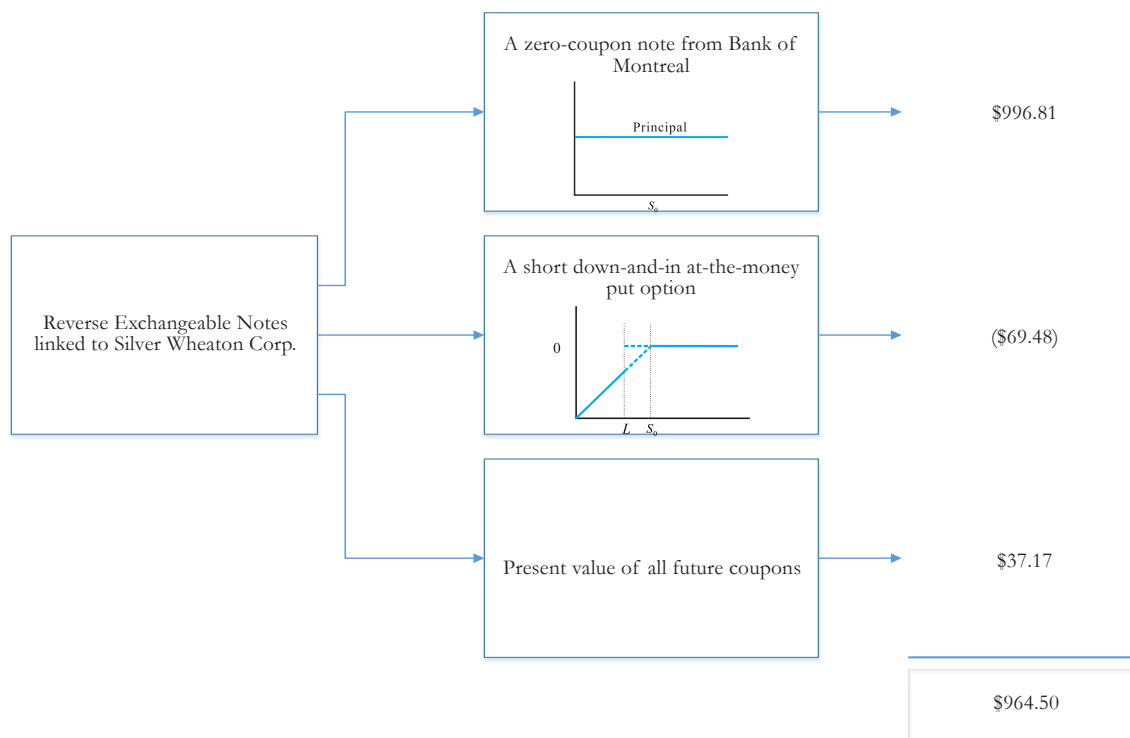 A zero-coupon note from Bank of
Montreal
Principal
S₀
$996.81
Reverse Exchangeable Notes
linked to Silver Wheaton Corp.
A short down-and-in at-the-money
put option
0
L S₀
($69.48)
Present value of all future coupons
$37.17
$964.50